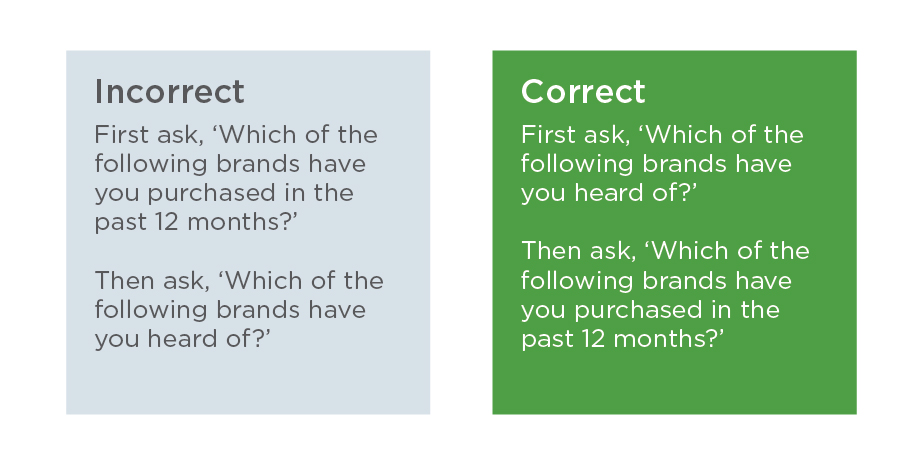 Incorrect
First ask, ‘Which of the
following brands have
you purchased in the
past 12 months?’
Then ask, ‘Which of the
following brands have
you heard of?’
Correct
First ask, ‘Which of the
following brands have
you heard of?’
Then ask, ‘Which of the
following brands have
you purchased in the
past 12 months?’